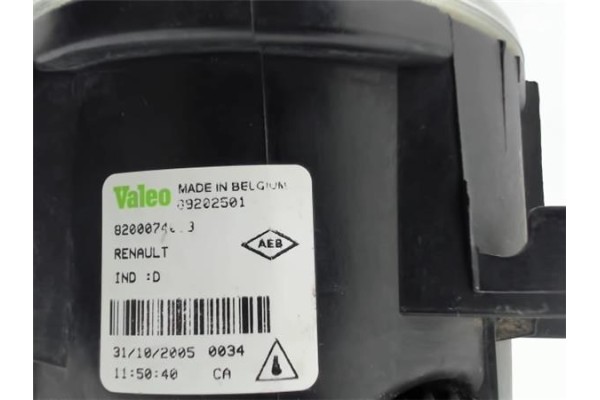 Valeo MADE IN BELGIUM
89202501
AEB
RENAULT
IND :D
31/10/2005 0034
11:50:40 CA